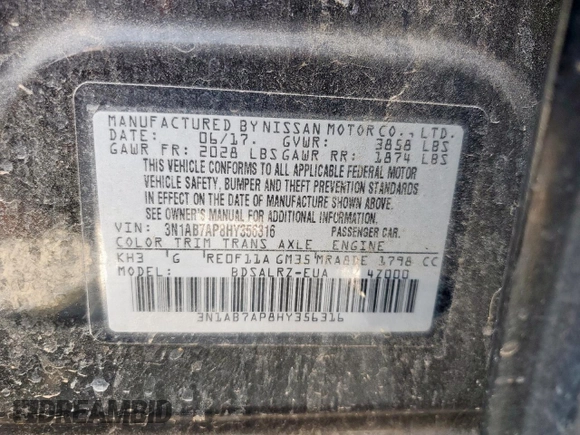 MANUFACTURED BY NISSAN MOTOR CO., LTD.
DATE: 06/17. GVWR: 3858 LBS
GAWR FR: 2028 LBS GAWR RR: 1874 LBS
THIS VEHICLE CONFORMS TO ALL APPLICABLE FEDERAL MOTOR
VEHICLE SAFETY, BUMPER AND THEFT PREVENTION STANDARDS
IN EFFECT ON THE DATE OF MANUFACTURE SHOWN ABOVE.
SEE OWNER'S MANUAL FOR ADDITIONAL INFORMATION.
VIN: 3N1AB7AP8HY356316 PASSENGER CAR.
COLOR TRIM TRANS AXLE ENGINE
KH3 G RE0F11A GM35 MRA8DE 1798 CC
MODEL: BDSALRZ-EUA 42000
3N1AB7AP8HY356316
DREAMBID